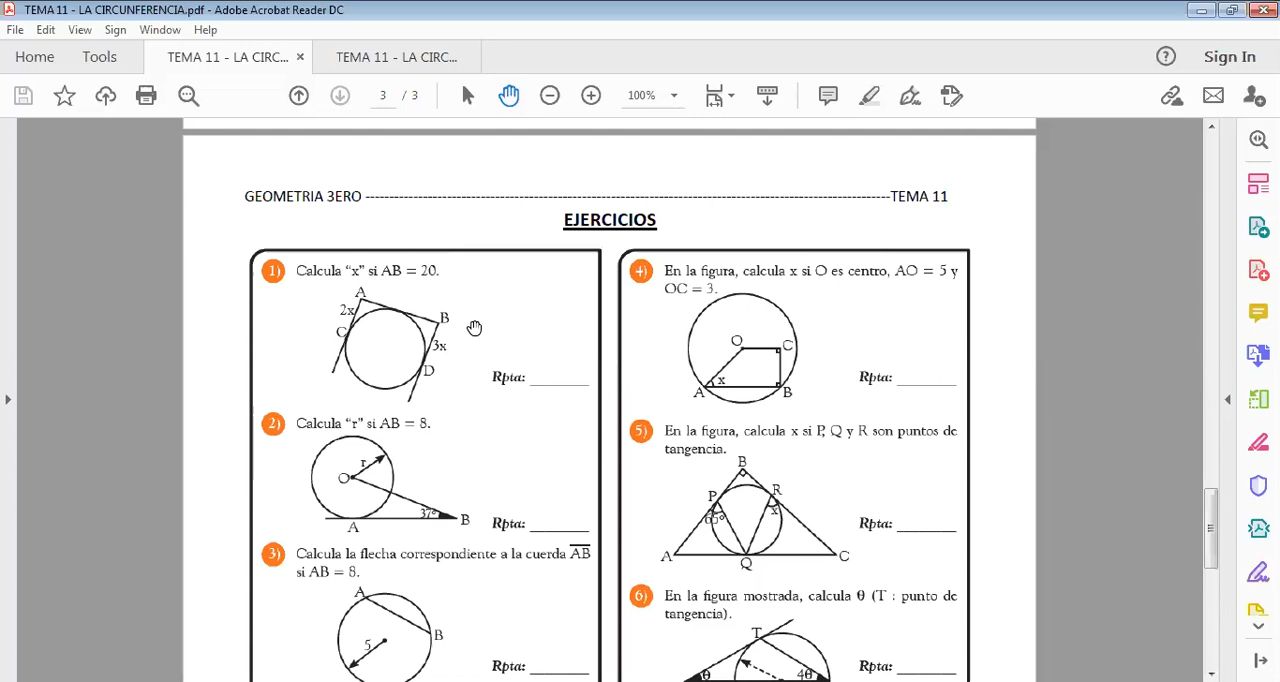 TEMA 11 - LA CIRCUNFERENCIA.pdf - Adobe Acrobat Reader DC
File Edit View Sign Window Help
Home Tools TEMA 11 - LA CIRC... × TEMA 11 - LA CIRC... Sign In
3 / 3 100%
GEOMETRIA 3ERO ---------------------------------------------------------------------------------------------------------------TEMA 11
EJERCICIOS
1) Calcula “x” si AB = 20.
A
2x
B
C
3x
D
Rpta: ________
2) Calcula “r” si AB = 8.
r
O
37°
B
A
Rpta: ________
3) Calcula la flecha correspondiente a la cuerda AB
si AB = 8.
A
B
5
Rpta: ________
4) En la figura, calcula x si O es centro, AO = 5 y
OC = 3.
O
C
x
A
B
Rpta: ________
5) En la figura, calcula x si P, Q y R son puntos de
tangencia.
B
P
R
65°
x
A
C
Q
Rpta: ________
6) En la figura mostrada, calcula θ (T : punto de
tangencia).
T
θ
4θ
Rpta: ________